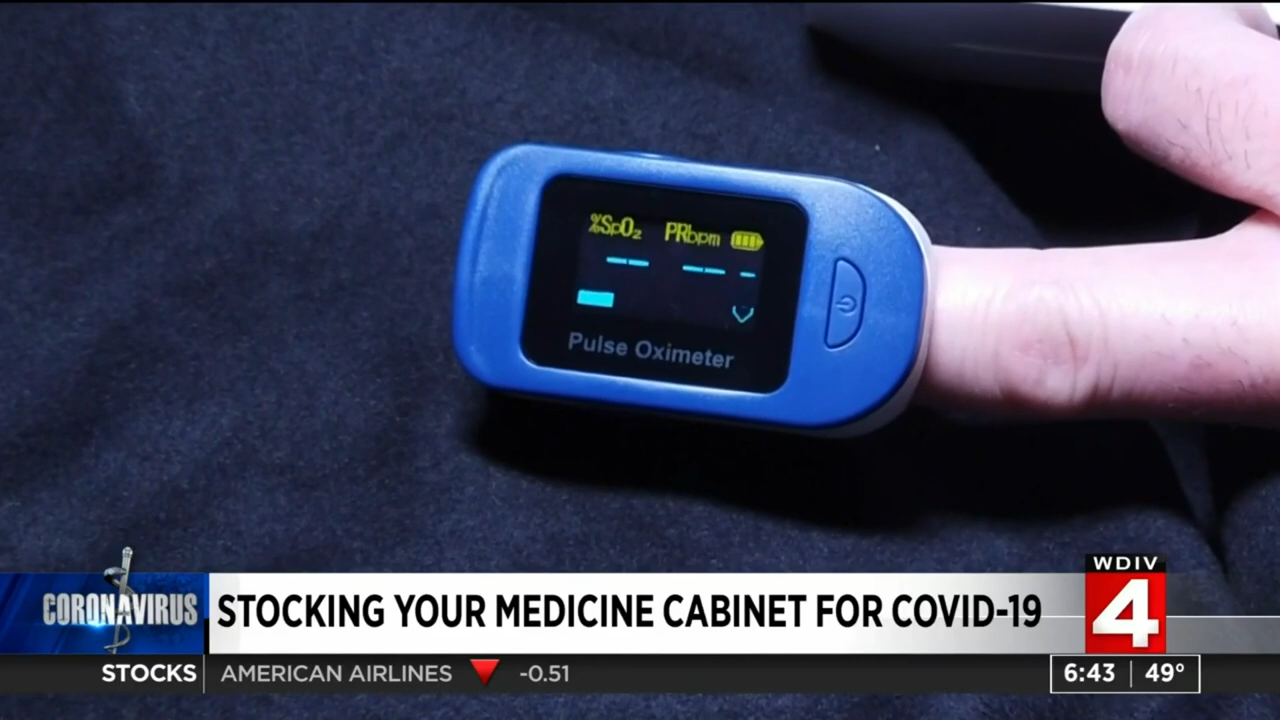 %SpO₂ PRbpm
-- --- -
Pulse Oximeter
CORONAVIRUS
STOCKING YOUR MEDICINE CABINET FOR COVID-19
WDIV
4
STOCKS
AMERICAN AIRLINES ▼ -0.51
6:43 | 49°